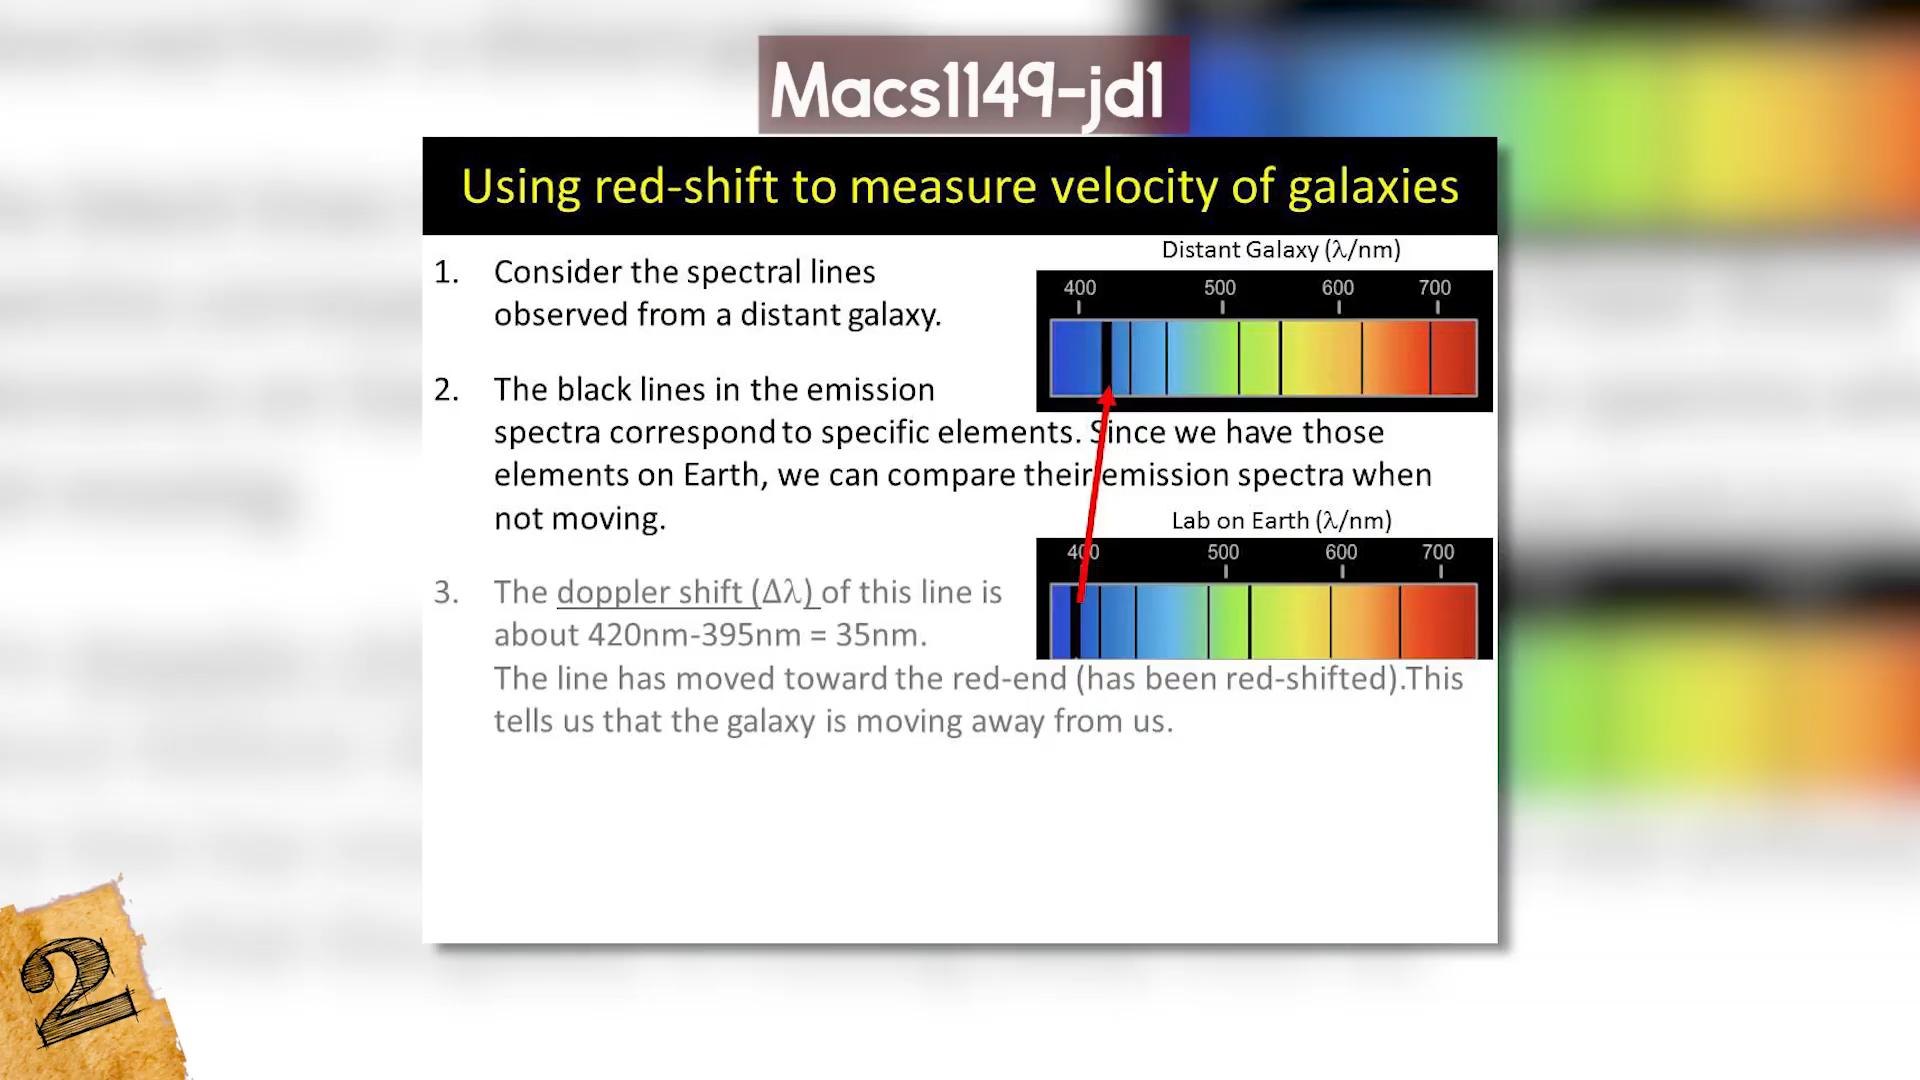 Macs1149-jd1
Using red-shift to measure velocity of galaxies
Distant Galaxy (λ/nm)
400 500 600 700
1. Consider the spectral lines
observed from a distant galaxy.
2. The black lines in the emission
spectra correspond to specific elements. Since we have those
elements on Earth, we can compare their emission spectra when
not moving.
Lab on Earth (λ/nm)
400 500 600 700
3. The doppler shift (Δλ) of this line is
about 420nm-395nm = 35nm.
The line has moved toward the red-end (has been red-shifted).This
tells us that the galaxy is moving away from us.
2